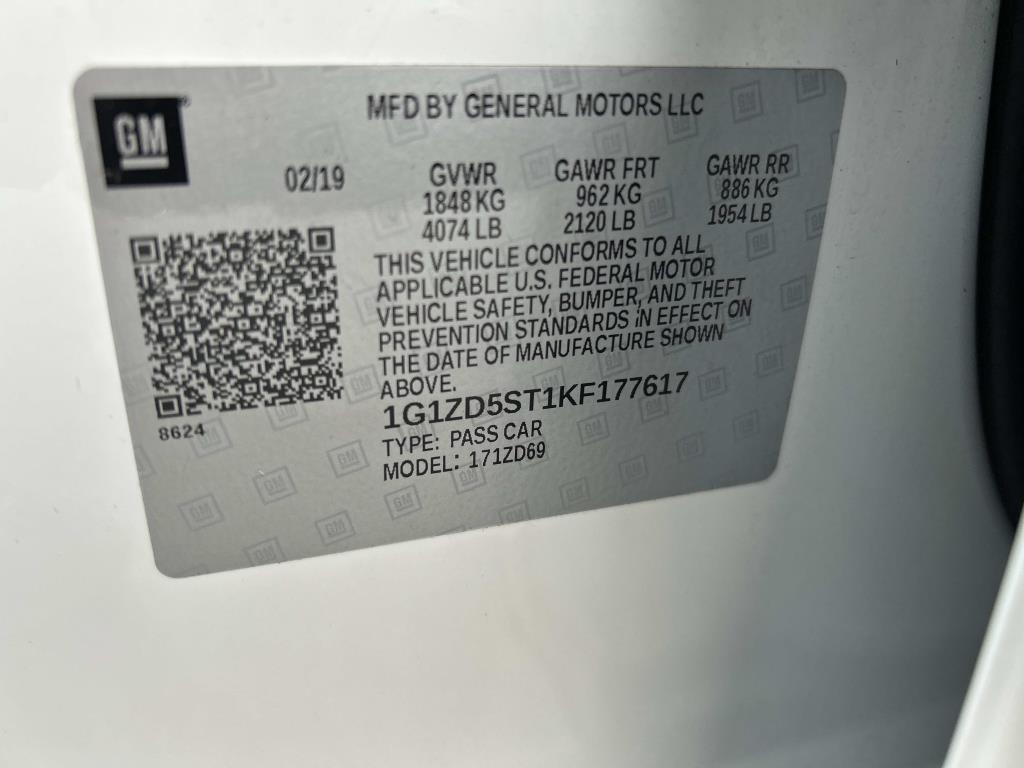 GM
MFD BY GENERAL MOTORS LLC
02/19
GVWR
1848 KG
4074 LB
GAWR FRT
962 KG
2120 LB
GAWR RR
886 KG
1954 LB
THIS VEHICLE CONFORMS TO ALL
APPLICABLE U.S. FEDERAL MOTOR
VEHICLE SAFETY, BUMPER, AND THEFT
PREVENTION STANDARDS iN EFFECT ON
THE DATE OF MANUFACTURE SHOWN
ABOVE.
1G1ZD5ST1KF177617
TYPE: PASS CAR
MODEL: 171ZD69
8624